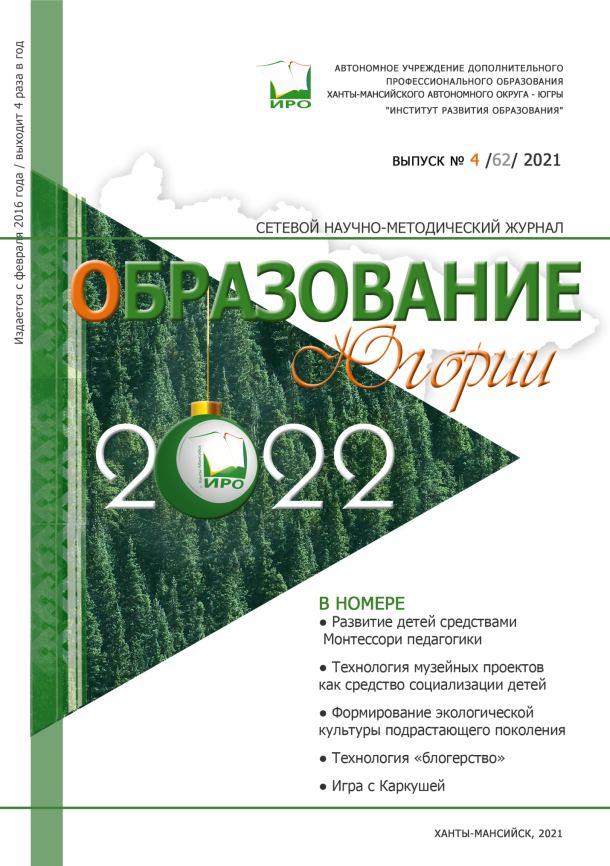 АВТОНОМНОЕ УЧРЕЖДЕНИЕ ДОПОЛНИТЕЛЬНОГО
ПРОФЕССИОНАЛЬНОГО ОБРАЗОВАНИЯ
ХАНТЫ-МАНСИЙСКОГО АВТОНОМНОГО ОКРУГА - ЮГРЫ
"ИНСТИТУТ РАЗВИТИЯ ОБРАЗОВАНИЯ"
ИРО
ВЫПУСК № 4 /62/ 2021
Издается с февраля 2016 года / выходит 4 раза в год
СЕТЕВОЙ НАУЧНО-МЕТОДИЧЕСКИЙ ЖУРНАЛ
ОБРАЗОВАНИЕ
Югории
2022
ИРО
В НОМЕРЕ
● Развитие детей средствами
Монтессори педагогики
● Технология музейных проектов
как средство социализации детей
● Формирование экологической
культуры подрастающего поколения
● Технология «блогерство»
● Игра с Каркушей
ХАНТЫ-МАНСИЙСК, 2021